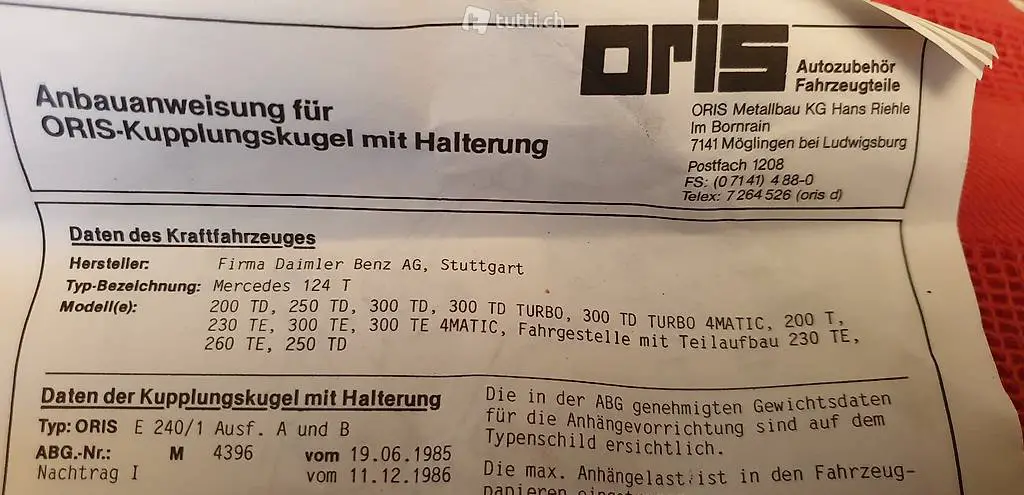 tutti.ch
oris
Autozubehör
Fahrzeugteile
ORIS Metallbau KG Hans Riehle
Im Bornrain
7141 Möglingen bei Ludwigsburg
Postfach 1208
FS: (0 71 41) 4 88-0
Telex: 7 264 526 (oris d)
Anbauanweisung für
ORIS-Kupplungskugel mit Halterung
Daten des Kraftfahrzeuges
Hersteller: Firma Daimler Benz AG, Stuttgart
Typ-Bezeichnung: Mercedes 124 T
Modell(e): 200 TD, 250 TD, 300 TD, 300 TD TURBO, 300 TD TURBO 4MATIC, 200 T,
230 TE, 300 TE, 300 TE 4MATIC, Fahrgestelle mit Teilaufbau 230 TE,
260 TE, 250 TD
Daten der Kupplungskugel mit Halterung
Typ: ORIS E 240/1 Ausf. A und B
ABG.-Nr.: M 4396 vom 19.06.1985
Nachtrag I vom 11.12.1986
Die in der ABG genehmigten Gewichtsdaten
für die Anhängevorrichtung sind auf dem
Typenschild ersichtlich.
Die max. Anhängelast ist in den Fahrzeug-